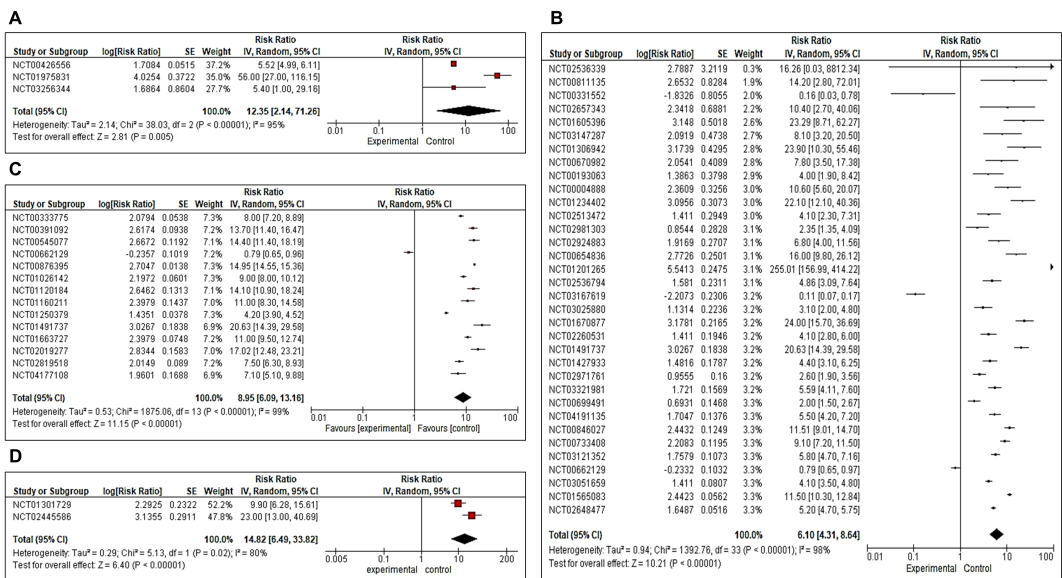 A
Risk Ratio Risk Ratio
Study or Subgroup log[Risk Ratio] SE Weight IV, Random, 95% CI IV, Random, 95% CI
NCT00426556 1.7084 0.0515 37.2% 5.52 [4.99, 6.11]
NCT01975831 4.0254 0.3722 35.0% 56.00 [27.00, 116.15]
NCT03256344 1.6864 0.8604 27.7% 5.40 [1.00, 29.16]
Total (95% CI) 100.0% 12.35 [2.14, 71.26]
Heterogeneity: Tau² = 2.14; Chi² = 38.03, df = 2 (P < 0.00001); I² = 95%
Test for overall effect: Z = 2.81 (P = 0.005)
0.01 0.1 1 10 100
Experimental Control
C
Risk Ratio Risk Ratio
Study or Subgroup log[Risk Ratio] SE Weight IV, Random, 95% CI IV, Random, 95% CI
NCT00333775 2.0794 0.0538 7.3% 8.00 [7.20, 8.89]
NCT00391092 2.6174 0.0938 7.2% 13.70 [11.40, 16.47]
NCT00545077 2.6672 0.1192 7.1% 14.40 [11.40, 18.19]
NCT00662129 -0.2357 0.1019 7.2% 0.79 [0.65, 0.96]
NCT00876395 2.7047 0.0138 7.3% 14.95 [14.55, 15.36]
NCT01026142 2.1972 0.0601 7.2% 9.00 [8.00, 10.12]
NCT01120184 2.6462 0.1313 7.1% 14.10 [10.90, 18.24]
NCT01160211 2.3979 0.1437 7.1% 11.00 [8.30, 14.58]
NCT01250379 1.4351 0.0378 7.3% 4.20 [3.90, 4.52]
NCT01491737 3.0267 0.1838 6.9% 20.63 [14.39, 29.58]
NCT01663727 2.3979 0.0748 7.2% 11.00 [9.50, 12.74]
NCT02019277 2.8344 0.1583 7.0% 17.02 [12.48, 23.21]
NCT02819518 2.0149 0.089 7.2% 7.50 [6.30, 8.93]
NCT04177108 1.9601 0.1688 6.9% 7.10 [5.10, 9.88]
Total (95% CI) 100.0% 8.95 [6.09, 13.16]
Heterogeneity: Tau² = 0.53; Chi² = 1875.06, df = 13 (P < 0.00001); I² = 99%
Test for overall effect: Z = 11.15 (P < 0.00001)
0.01 0.1 1 10 100
Favours [experimental] Favours [control]
D
Risk Ratio Risk Ratio
Study or Subgroup log[Risk Ratio] SE Weight IV, Random, 95% CI IV, Random, 95% CI
NCT01301729 2.2925 0.2322 52.2% 9.90 [6.28, 15.61]
NCT02445586 3.1355 0.2911 47.8% 23.00 [13.00, 40.69]
Total (95% CI) 100.0% 14.82 [6.49, 33.82]
Heterogeneity: Tau² = 0.29; Chi² = 5.13, df = 1 (P = 0.02); I² = 80%
Test for overall effect: Z = 6.40 (P < 0.00001)
0.005 0.1 1 10 200
experimental control
B
Risk Ratio Risk Ratio
Study or Subgroup log[Risk Ratio] SE Weight IV, Random, 95% CI IV, Random, 95% CI
NCT02536339 2.7887 3.2119 0.3% 16.26 [0.03, 8812.34]
NCT00811135 2.6532 0.8284 2.2% 14.20 [2.80, 72.01]
NCT00331552 -1.8326 0.8055 2.2% 0.16 [0.03, 0.78]
NCT02657343 2.3418 0.6881 2.4% 10.40 [2.70, 40.06]
NCT01605396 3.148 0.5018 2.8% 23.29 [8.71, 62.27]
NCT03147287 2.0919 0.4738 2.8% 8.10 [3.20, 20.50]
NCT01306942 3.1739 0.4295 2.9% 23.90 [10.30, 55.46]
NCT00670982 2.0541 0.4089 2.9% 7.80 [3.50, 17.38]
NCT00193063 1.3863 0.3798 3.0% 4.00 [1.90, 8.42]
NCT00004888 2.3609 0.3256 3.0% 10.60 [5.60, 20.07]
NCT01234402 3.0956 0.3073 3.1% 22.10 [12.10, 40.36]
NCT02513472 1.411 0.2949 3.1% 4.10 [2.30, 7.31]
NCT02981303 0.8544 0.2828 3.1% 2.35 [1.35, 4.09]
NCT02924883 1.9169 0.2707 3.1% 6.80 [4.00, 11.56]
NCT00654836 2.7726 0.2501 3.1% 16.00 [9.80, 26.12]
NCT01201265 5.5413 0.2475 3.1% 255.01 [156.99, 414.22]
NCT02536794 1.581 0.2311 3.2% 4.86 [3.09, 7.64]
NCT03167619 -2.2073 0.2306 3.2% 0.11 [0.07, 0.17]
NCT03025880 1.1314 0.2236 3.2% 3.10 [2.00, 4.80]
NCT01670877 3.1781 0.2165 3.2% 24.00 [15.70, 36.69]
NCT02260531 1.411 0.1946 3.2% 4.10 [2.80, 6.00]
NCT01491737 3.0267 0.1838 3.2% 20.63 [14.39, 29.58]
NCT01427933 1.4816 0.1787 3.2% 4.40 [3.10, 6.25]
NCT02971761 0.9555 0.16 3.2% 2.60 [1.90, 3.56]
NCT03321981 1.721 0.1569 3.2% 5.59 [4.11, 7.60]
NCT00699491 0.6931 0.1468 3.2% 2.00 [1.50, 2.67]
NCT04191135 1.7047 0.1376 3.3% 5.50 [4.20, 7.20]
NCT00846027 2.4432 0.1249 3.3% 11.51 [9.01, 14.70]
NCT00733408 2.2083 0.1195 3.3% 9.10 [7.20, 11.50]
NCT03121352 1.7579 0.1073 3.3% 5.80 [4.70, 7.16]
NCT00662129 -0.2332 0.1032 3.3% 0.79 [0.65, 0.97]
NCT03051659 1.411 0.0807 3.3% 4.10 [3.50, 4.80]
NCT01565083 2.4423 0.0562 3.3% 11.50 [10.30, 12.84]
NCT02648477 1.6487 0.0516 3.3% 5.20 [4.70, 5.75]
Total (95% CI) 100.0% 6.10 [4.31, 8.64]
Heterogeneity: Tau² = 0.94; Chi² = 1392.76, df = 33 (P < 0.00001); I² = 98%
Test for overall effect: Z = 10.21 (P < 0.00001)
0.01 0.1 1 10 100
Experimental Control